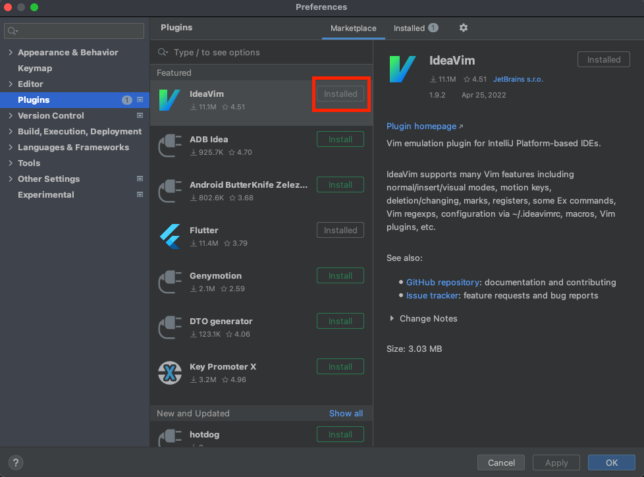 Preferences
Plugins
Marketplace
Installed 1
Appearance & Behavior
Keymap
Editor
Plugins 1
Version Control
Build, Execution, Deployment
Languages & Frameworks
Tools
Other Settings
Experimental
Type / to see options
Featured
IdeaVim
11.1M 4.51
Installed
ADB Idea
925.7K 4.70
Install
Android ButterKnife Zelez...
802.6K 3.68
Install
Flutter
11.4M 3.79
Installed
Genymotion
2.1M 2.59
Install
DTO generator
123.1K 4.06
Install
Key Promoter X
3.2M 4.96
Install
New and Updated
Show all
hotdog
Install
IdeaVim
Installed
11.1M 4.51 JetBrains s.r.o.
1.9.2 Apr 25, 2022
Plugin homepage ↗
Vim emulation plugin for IntelliJ Platform-based IDEs.
IdeaVim supports many Vim features including
normal/insert/visual modes, motion keys,
deletion/changing, marks, registers, some Ex commands,
Vim regexps, configuration via ~/.ideavimrc, macros, Vim
plugins, etc.
See also:
• GitHub repository: documentation and contributing
• Issue tracker: feature requests and bug reports
Change Notes
Size: 3.03 MB
?
Cancel
Apply
OK